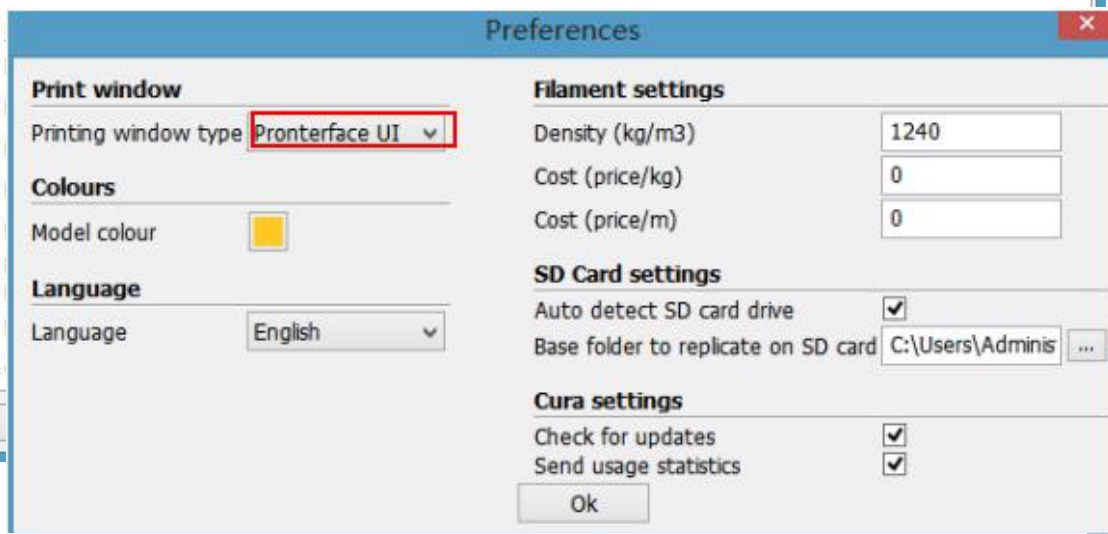 Preferences
Print window
Printing window type Pronterface UI
Colours
Model colour
Language
Language English
Filament settings
Density (kg/m3) 1240
Cost (price/kg) 0
Cost (price/m) 0
SD Card settings
Auto detect SD card drive
Base folder to replicate on SD card C:\Users\Adminis ...
Cura settings
Check for updates
Send usage statistics
Ok